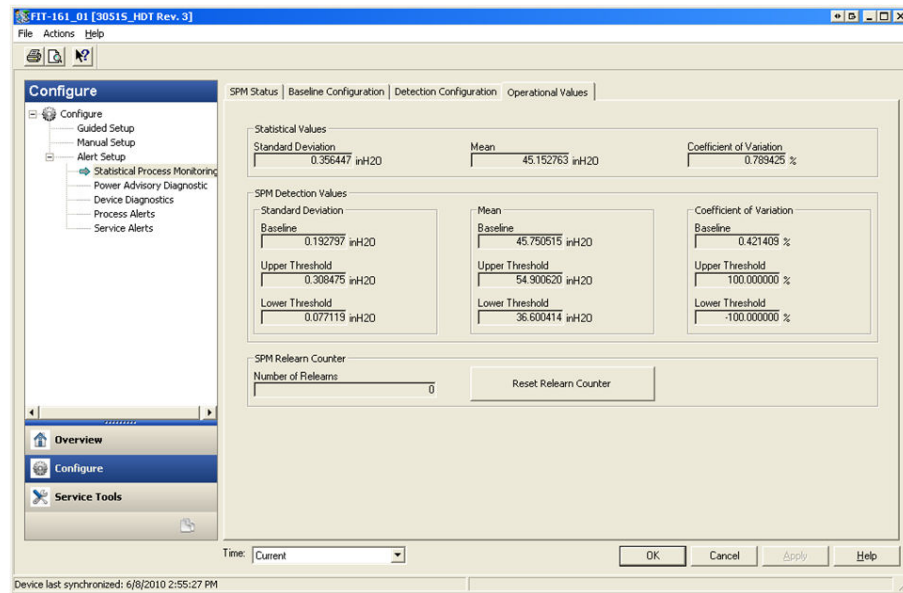 FIT-161_01 [3051S_HDT Rev. 3]
File Actions Help
Configure
Configure
Guided Setup
Manual Setup
Alert Setup
Statistical Process Monitoring
Power Advisory Diagnostic
Device Diagnostics
Process Alerts
Service Alerts
Overview
Configure
Service Tools
SPM Status Baseline Configuration Detection Configuration Operational Values
Statistical Values
Standard Deviation Mean Coefficient of Variation
0.356447 inH2O 45.152763 inH2O 0.789425 %
SPM Detection Values
Standard Deviation Mean Coefficient of Variation
Baseline Baseline Baseline
0.192797 inH2O 45.750515 inH2O 0.421409 %
Upper Threshold Upper Threshold Upper Threshold
0.308475 inH2O 54.900620 inH2O 100.000000 %
Lower Threshold Lower Threshold Lower Threshold
0.077119 inH2O 36.600414 inH2O -100.000000 %
SPM Relearn Counter
Number of Relearns
0 Reset Relearn Counter
Time: Current OK Cancel Apply Help
Device last synchronized: 6/8/2010 2:55:27 PM